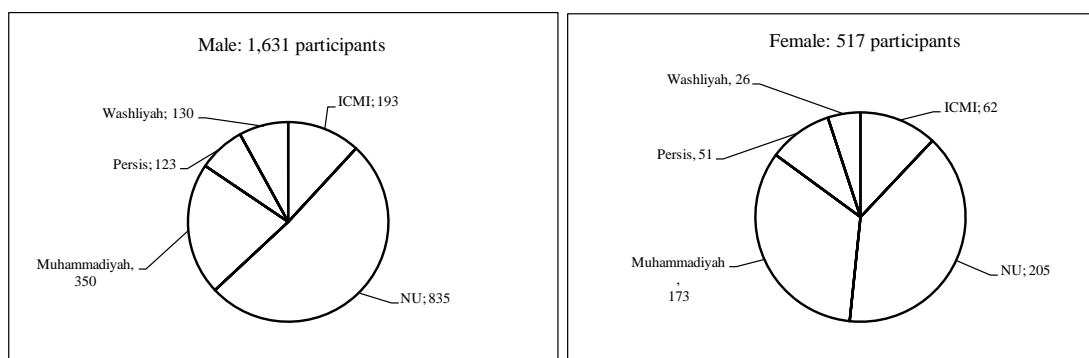 Male: 1,631 participants
Washliyah; 130
ICMI; 193
Persis; 123
Muhammadiyah,
350
NU; 835
Female: 517 participants
Washliyah, 26
ICMI; 62
Persis, 51
Muhammadiyah
,
173
NU; 205